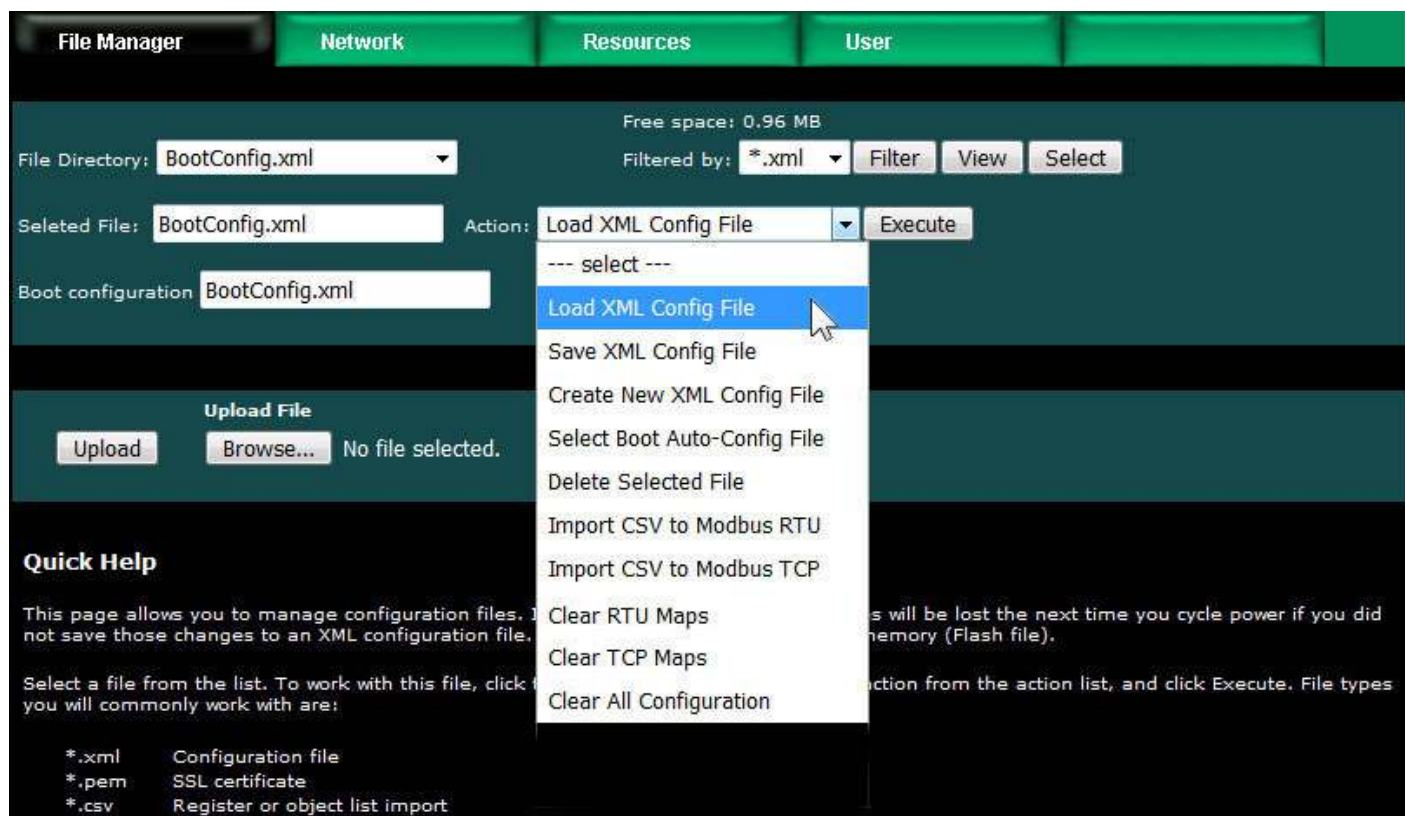 File Manager Network Resources User
Free space: 0.96 MB
File Directory: BootConfig.xml Filtered by: *.xml Filter View Select
Seleted File: BootConfig.xml Action: Load XML Config File Execute
--- select ---
Boot configuration BootConfig.xml
Load XML Config File
Save XML Config File
Create New XML Config File
Select Boot Auto-Config File
Delete Selected File
Import CSV to Modbus RTU
Import CSV to Modbus TCP
Clear RTU Maps
Clear TCP Maps
Clear All Configuration
Upload File
Upload Browse... No file selected.
Quick Help
This page allows you to manage configuration files. s will be lost the next time you cycle power if you did
not save those changes to an XML configuration file. emory (Flash file).
Select a file from the list. To work with this file, click ction from the action list, and click Execute. File types
you will commonly work with are:
*.xml Configuration file
*.pem SSL certificate
*.csv Register or object list import